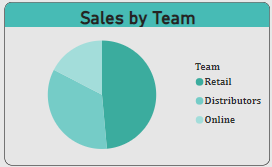 Sales by Team
Team
Retail
Distributors
Online